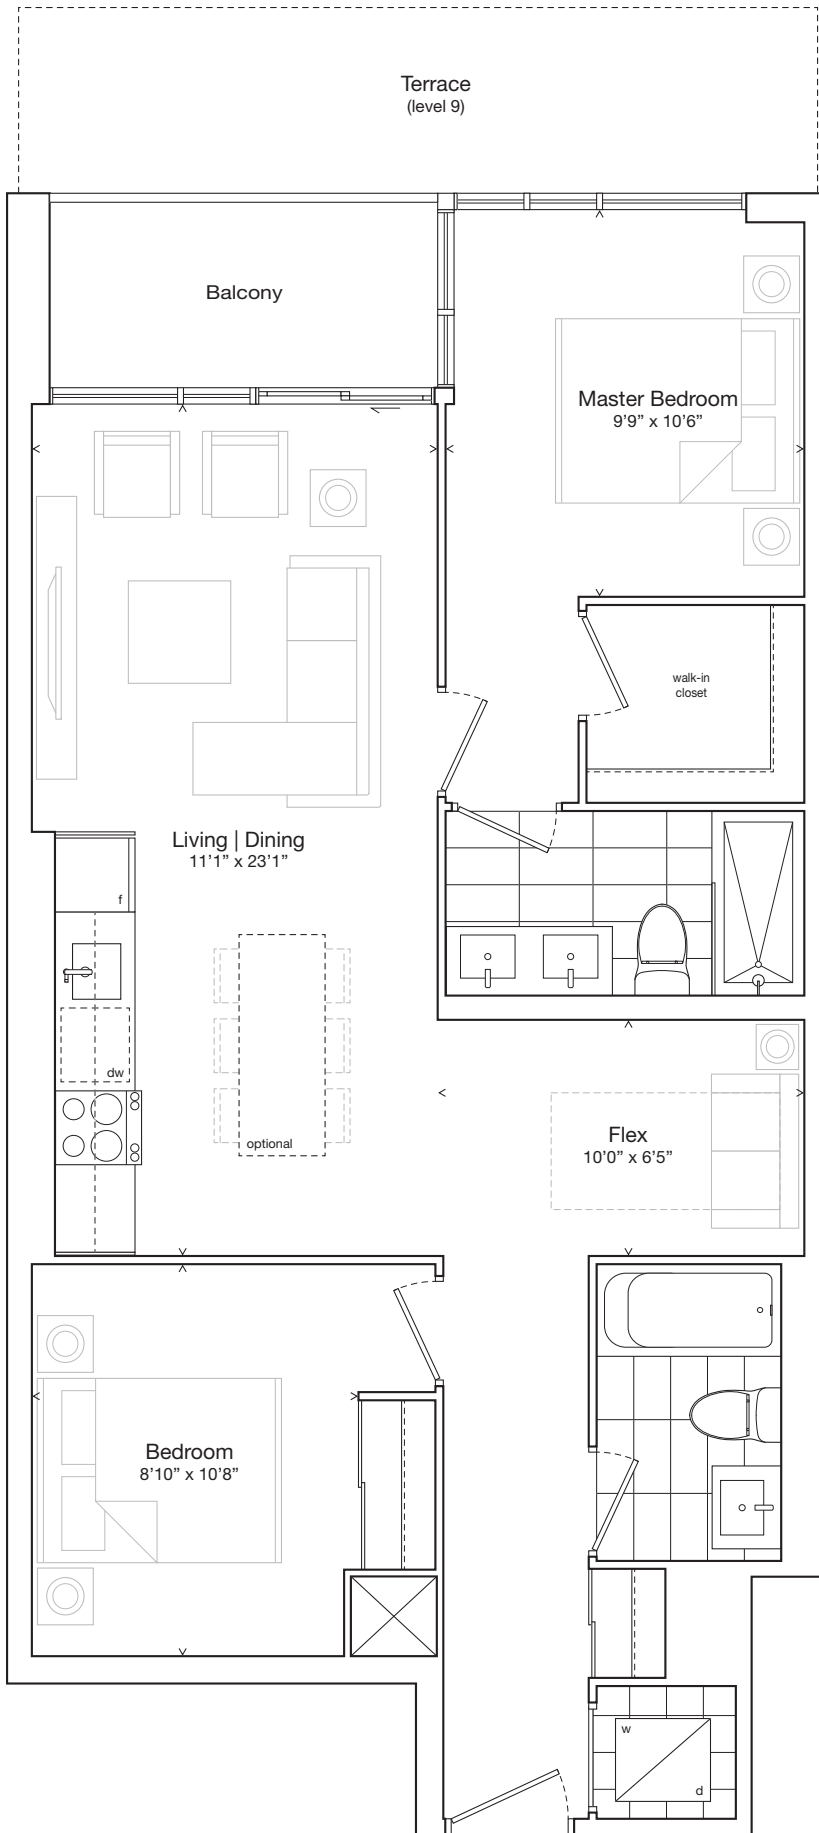 Terrace
(level 9)
Balcony
Master Bedroom
9’9” x 10’6”
walk-in
closet
Living | Dining
11’1” x 23’1”
f
dw
optional
Flex
10’0” x 6’5”
Bedroom
8’10” x 10’8”
w
d